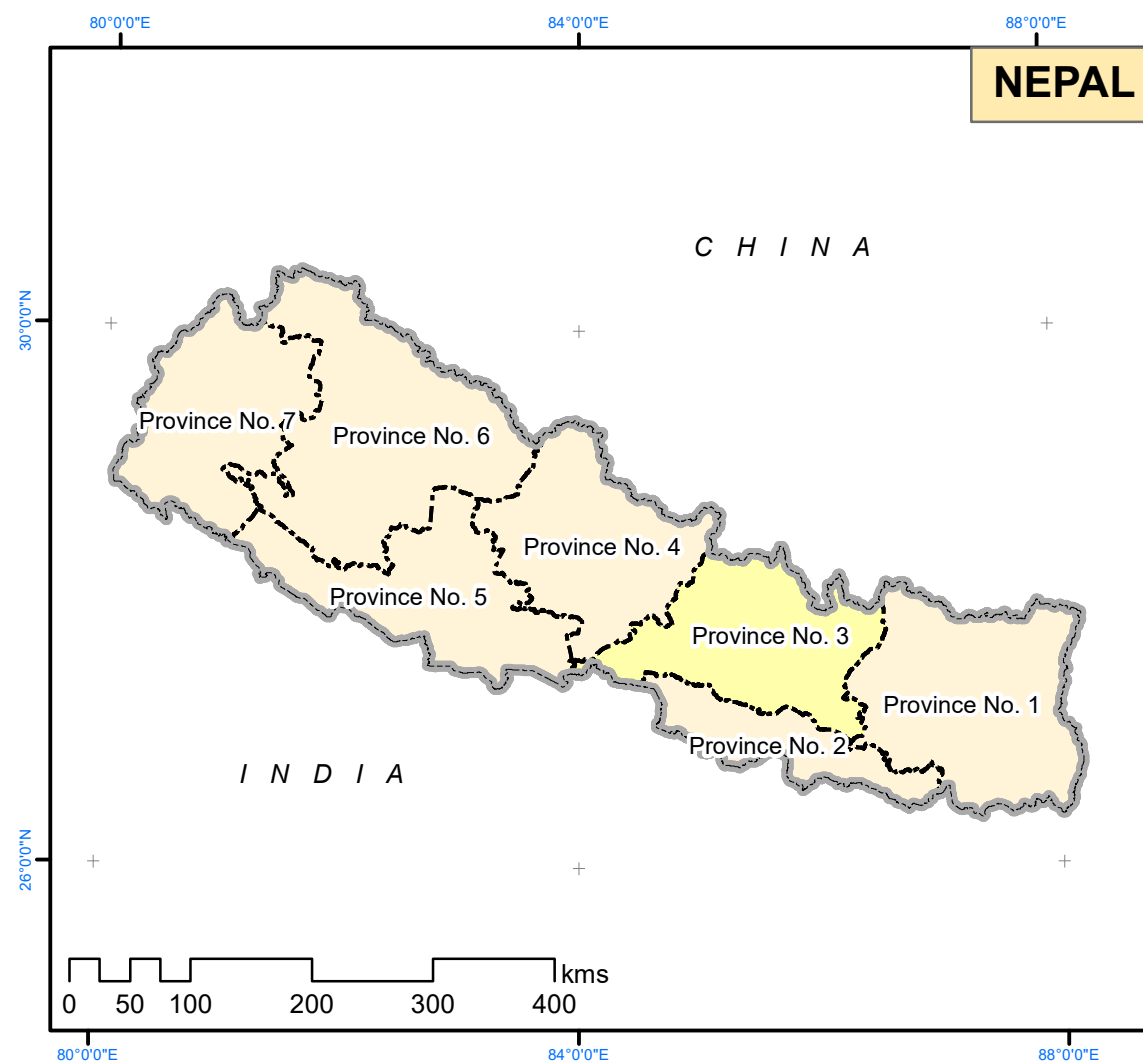 80°0'0"E
84°0'0"E
88°0'0"E
NEPAL
C H I N A
30°0'0"N
Province No. 7
Province No. 6
Province No. 4
Province No. 5
Province No. 3
Province No. 1
Province No. 2
I N D I A
26°0'0"N
kms
0 50 100 200 300 400
80°0'0"E
84°0'0"E
88°0'0"E